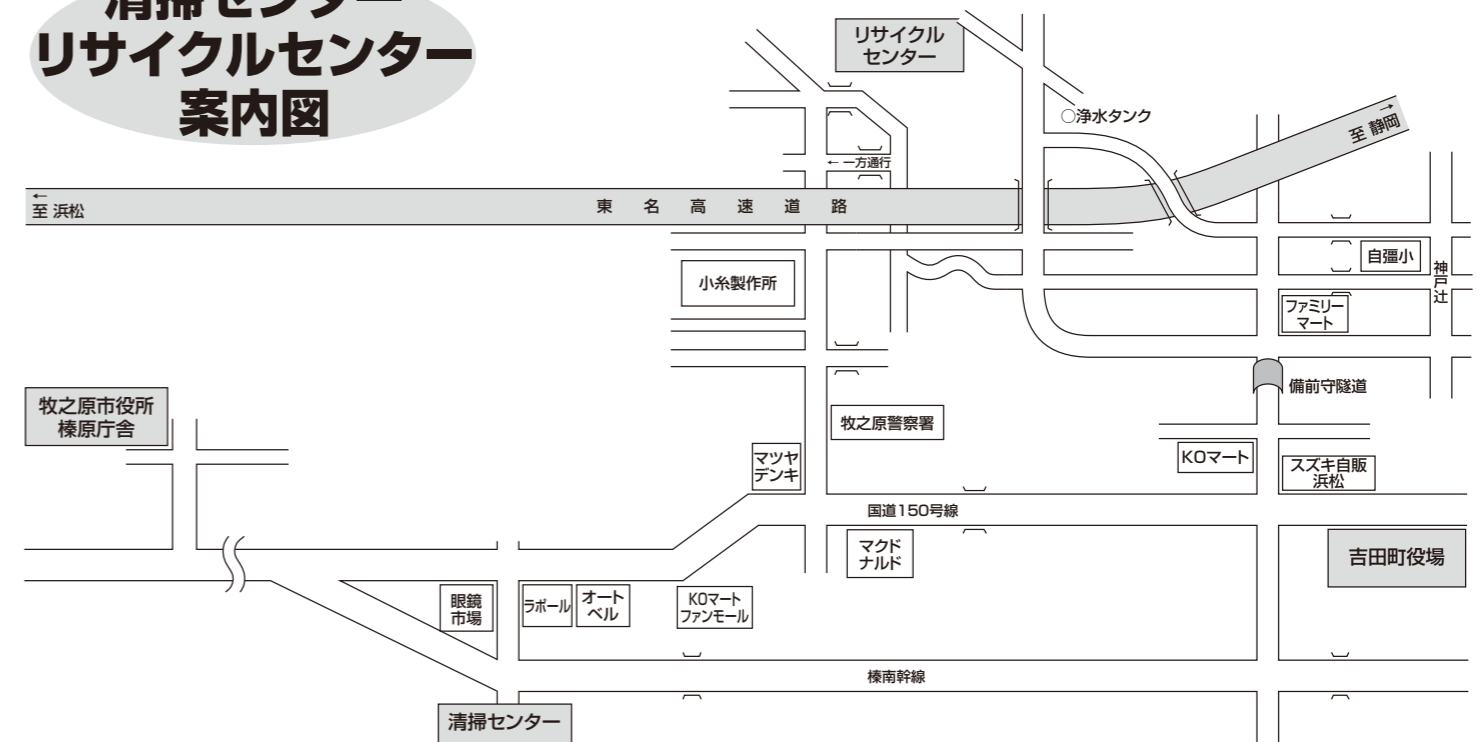 清掃センター
リサイクルセンター
案内図
リサイクル
センター
○浄水タンク
→
至 静岡
← 一方通行
←
至 浜松
東名高速道路
小糸製作所
自彊小
神戸辻
ファミリー
マート
備前守隧道
牧之原市役所
榛原庁舎
牧之原警察署
マツヤ
デンキ
KOマート
スズキ自販
浜松
国道150号線
マクド
ナルド
吉田町役場
眼鏡
市場
ラポール
オート
ベル
KOマート
ファンモール
榛南幹線
清掃センター